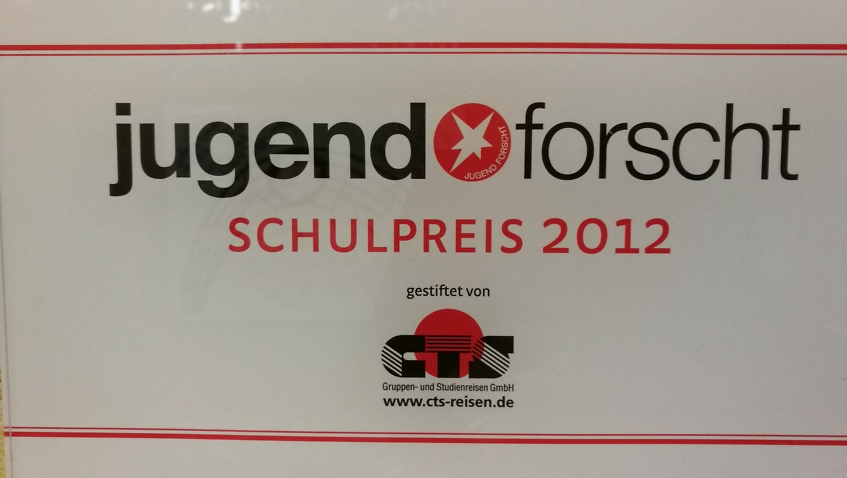 jugend forscht
JUGEND FORSCHT
SCHULPREIS 2012
gestiftet von
CTS
Gruppen- und Studienreisen GmbH
www.cts-reisen.de